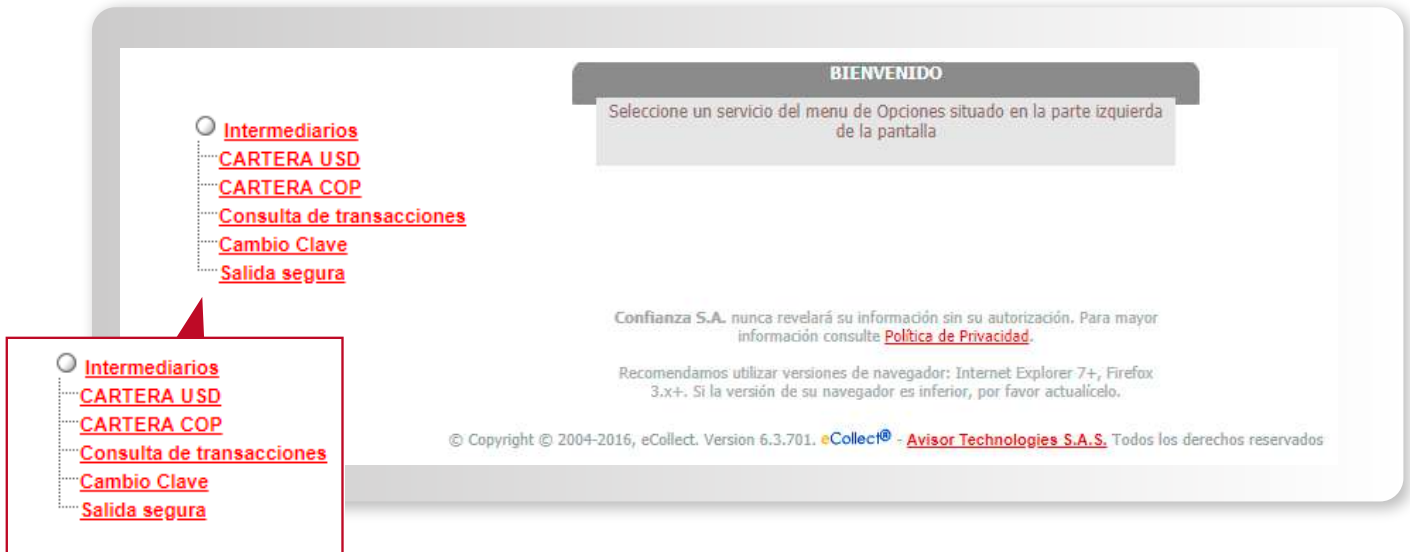 BIENVENIDO
Seleccione un servicio del menu de Opciones situado en la parte izquierda
de la pantalla
Intermediarios
CARTERA USD
CARTERA COP
Consulta de transacciones
Cambio Clave
Salida segura
Confianza S.A. nunca revelará su información sin su autorización. Para mayor
información consulte Política de Privacidad.
Recomendamos utilizar versiones de navegador: Internet Explorer 7+, Firefox
3.x+. Si la versión de su navegador es inferior, por favor actualícelo.
© Copyright © 2004-2016, eCollect. Version 6.3.701. eCollect® - Avisor Technologies S.A.S. Todos los derechos reservados
Intermediarios
CARTERA USD
CARTERA COP
Consulta de transacciones
Cambio Clave
Salida segura